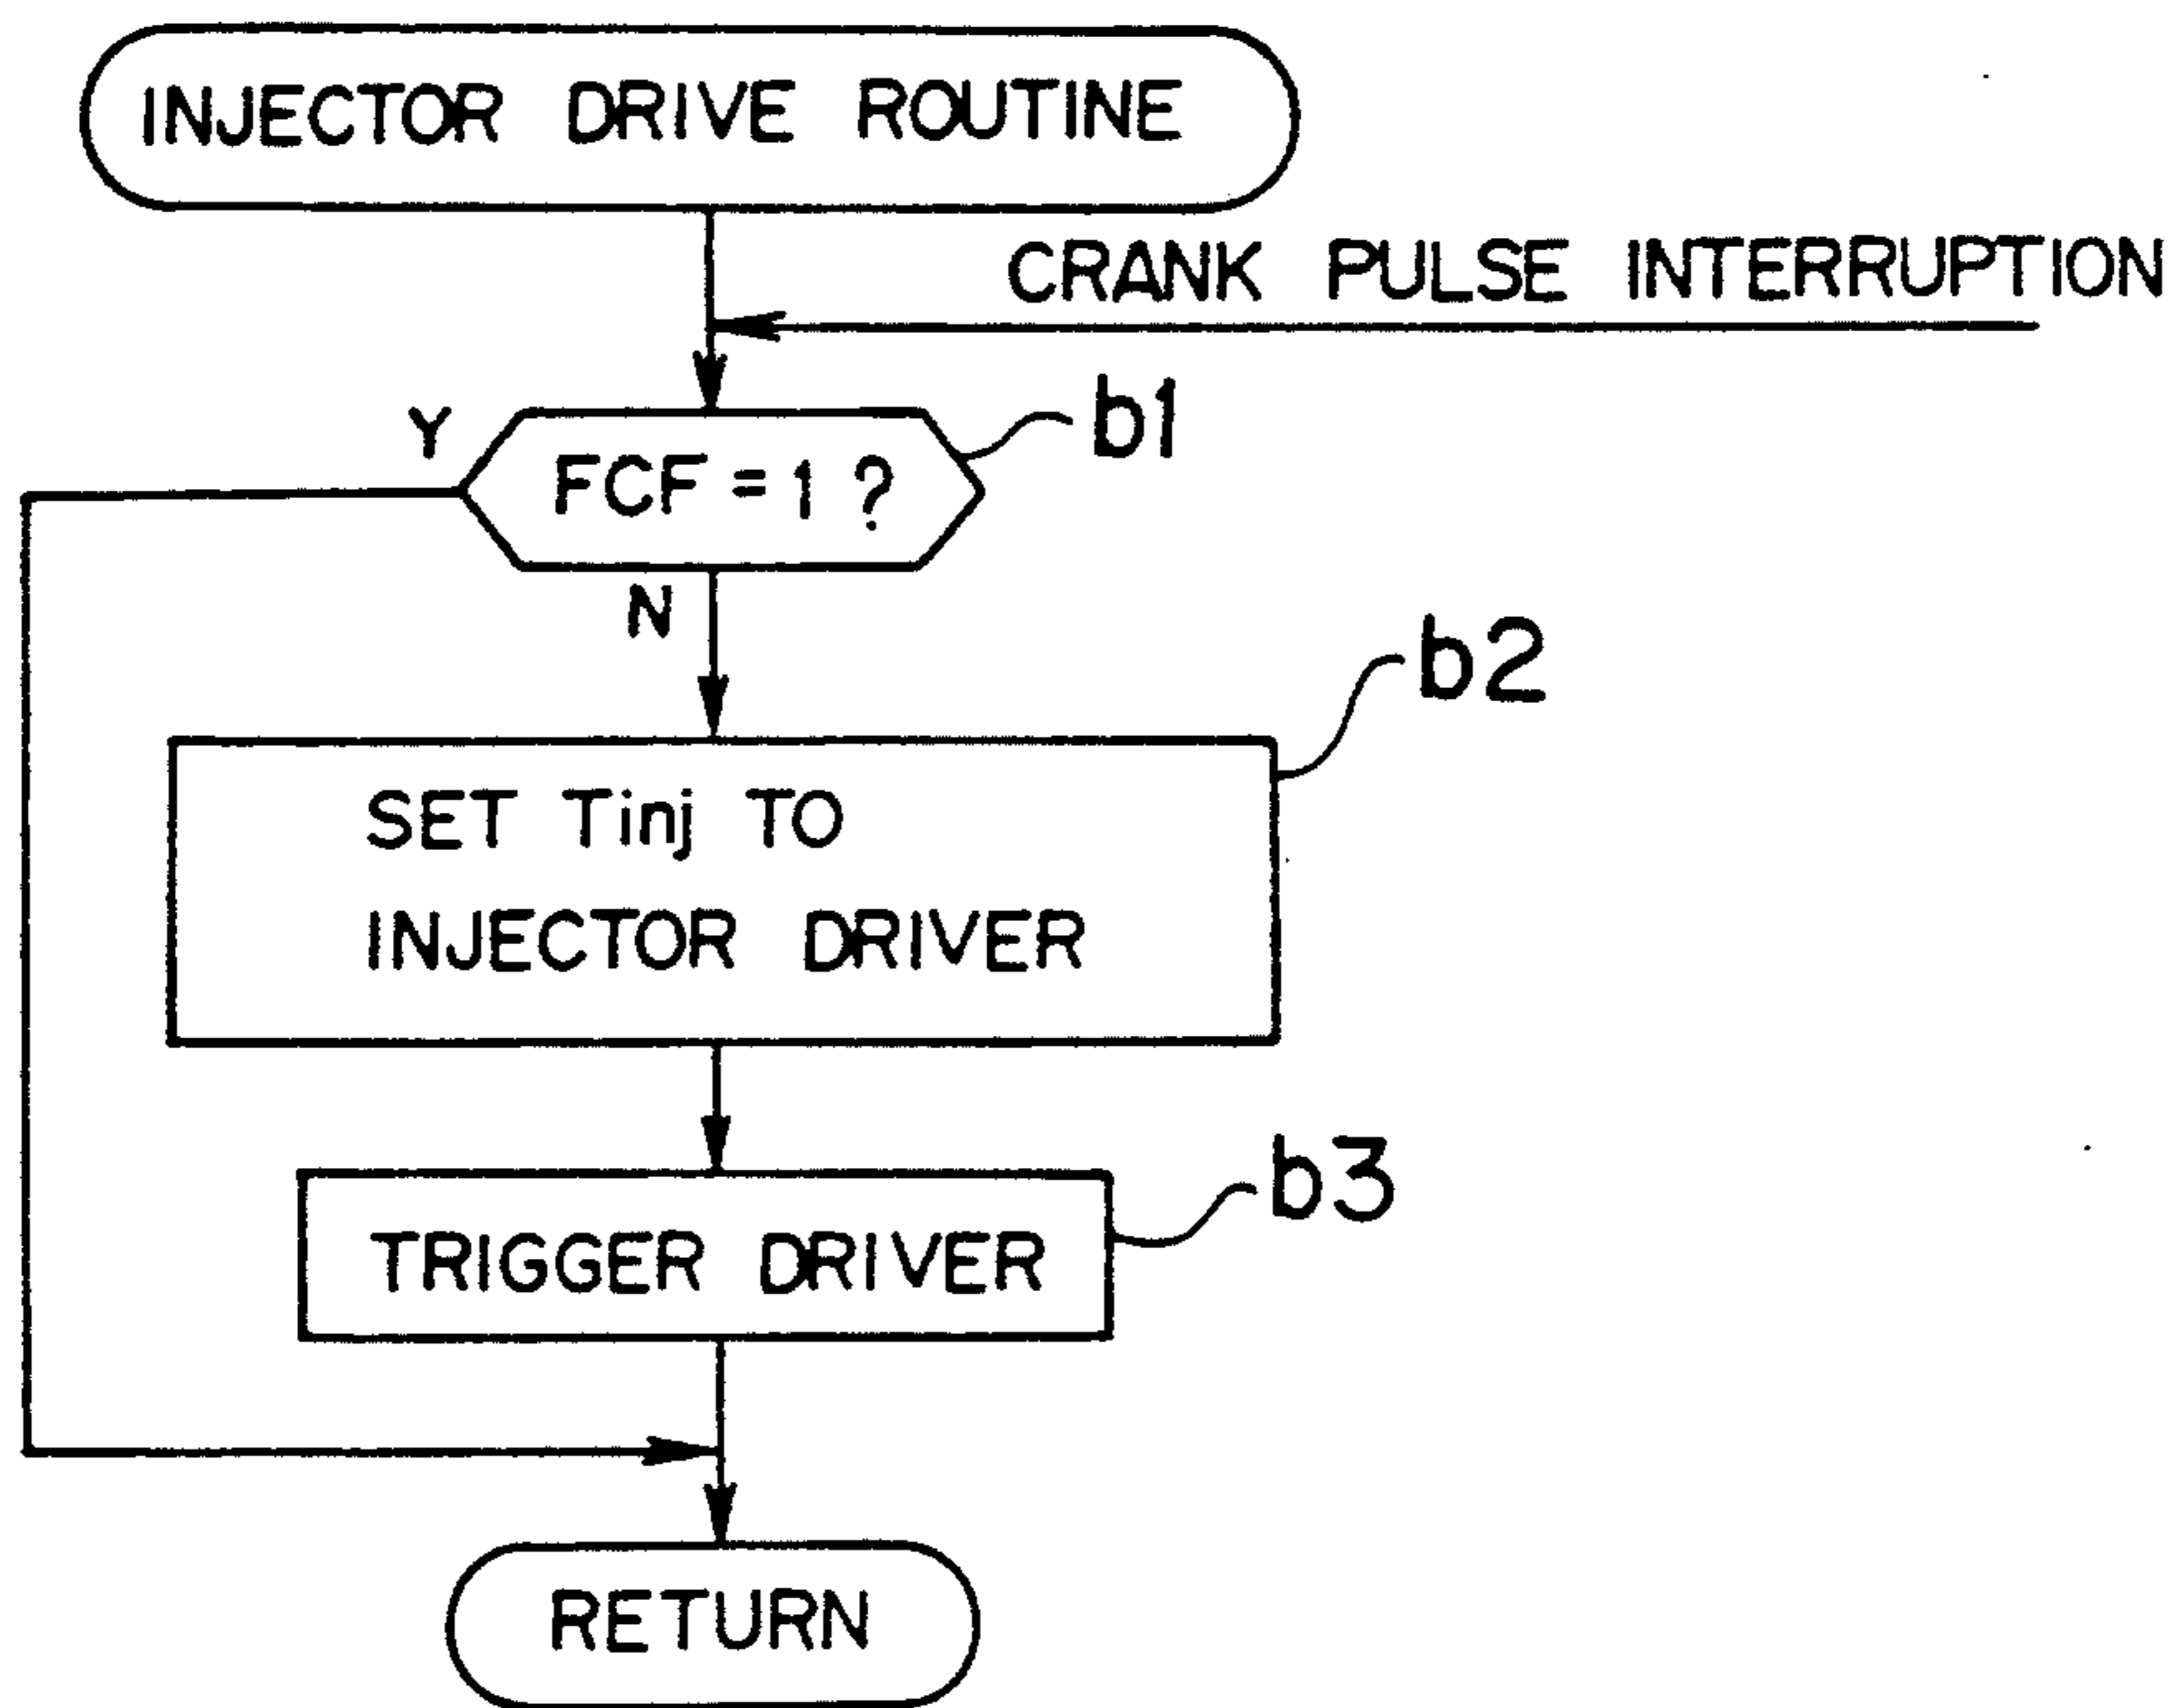 INJECTOR DRIVE ROUTINE
CRANK PULSE INTERRUPTION
b1
Y
FCF = 1 ?
N
b2
SET Tinj TO
INJECTOR DRIVER
b3
TRIGGER DRIVER
RETURN